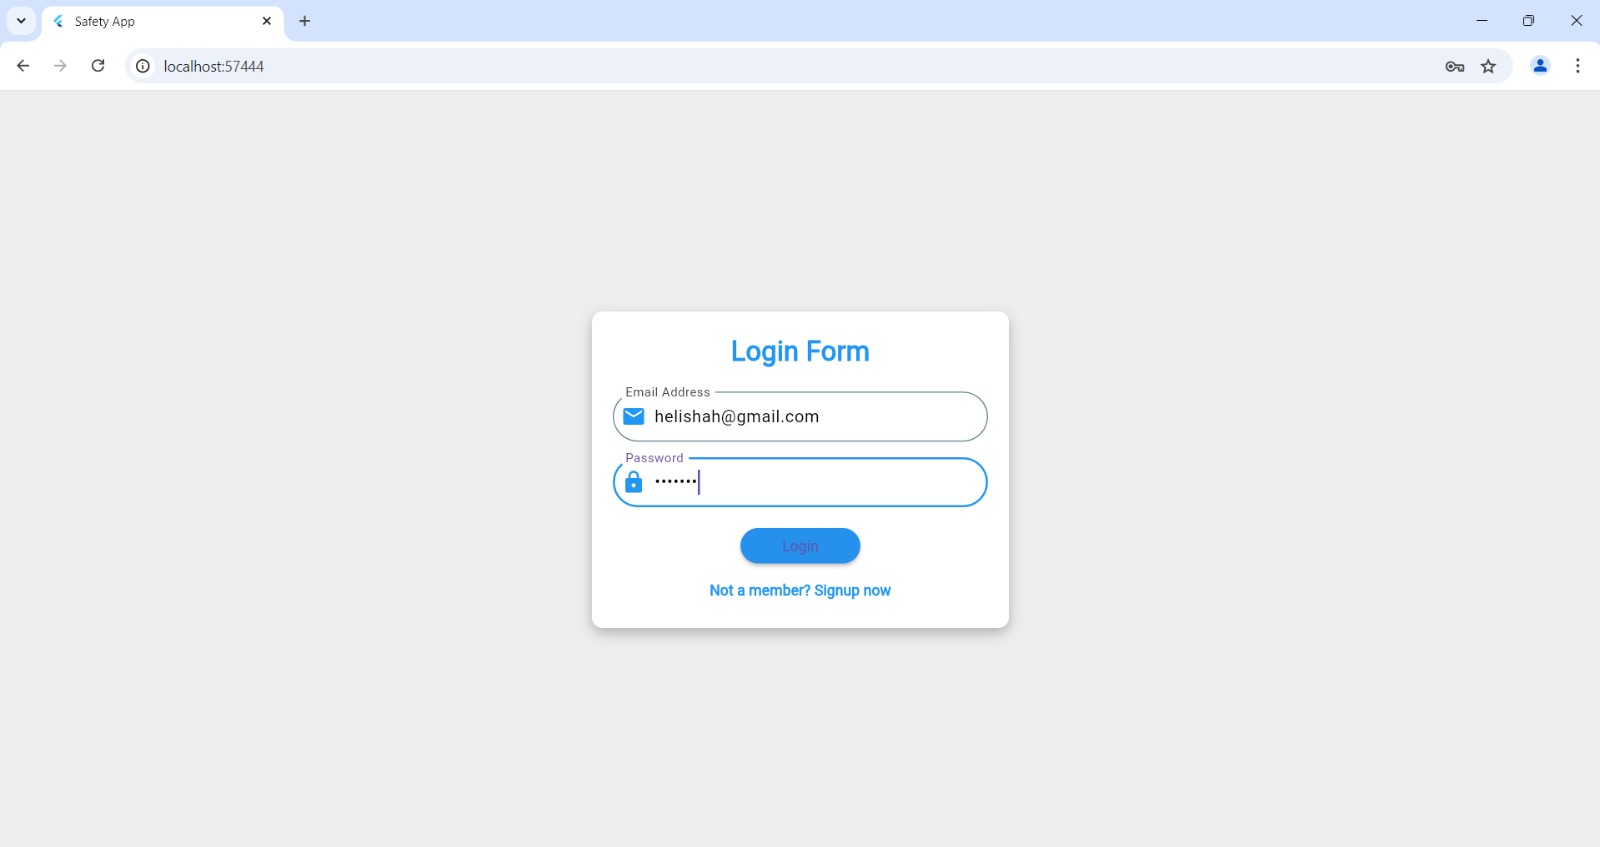 Safety App
localhost:57444
Login Form
Email Address
helishah@gmail.com
Password
•••••••
Login
Not a member? Signup now